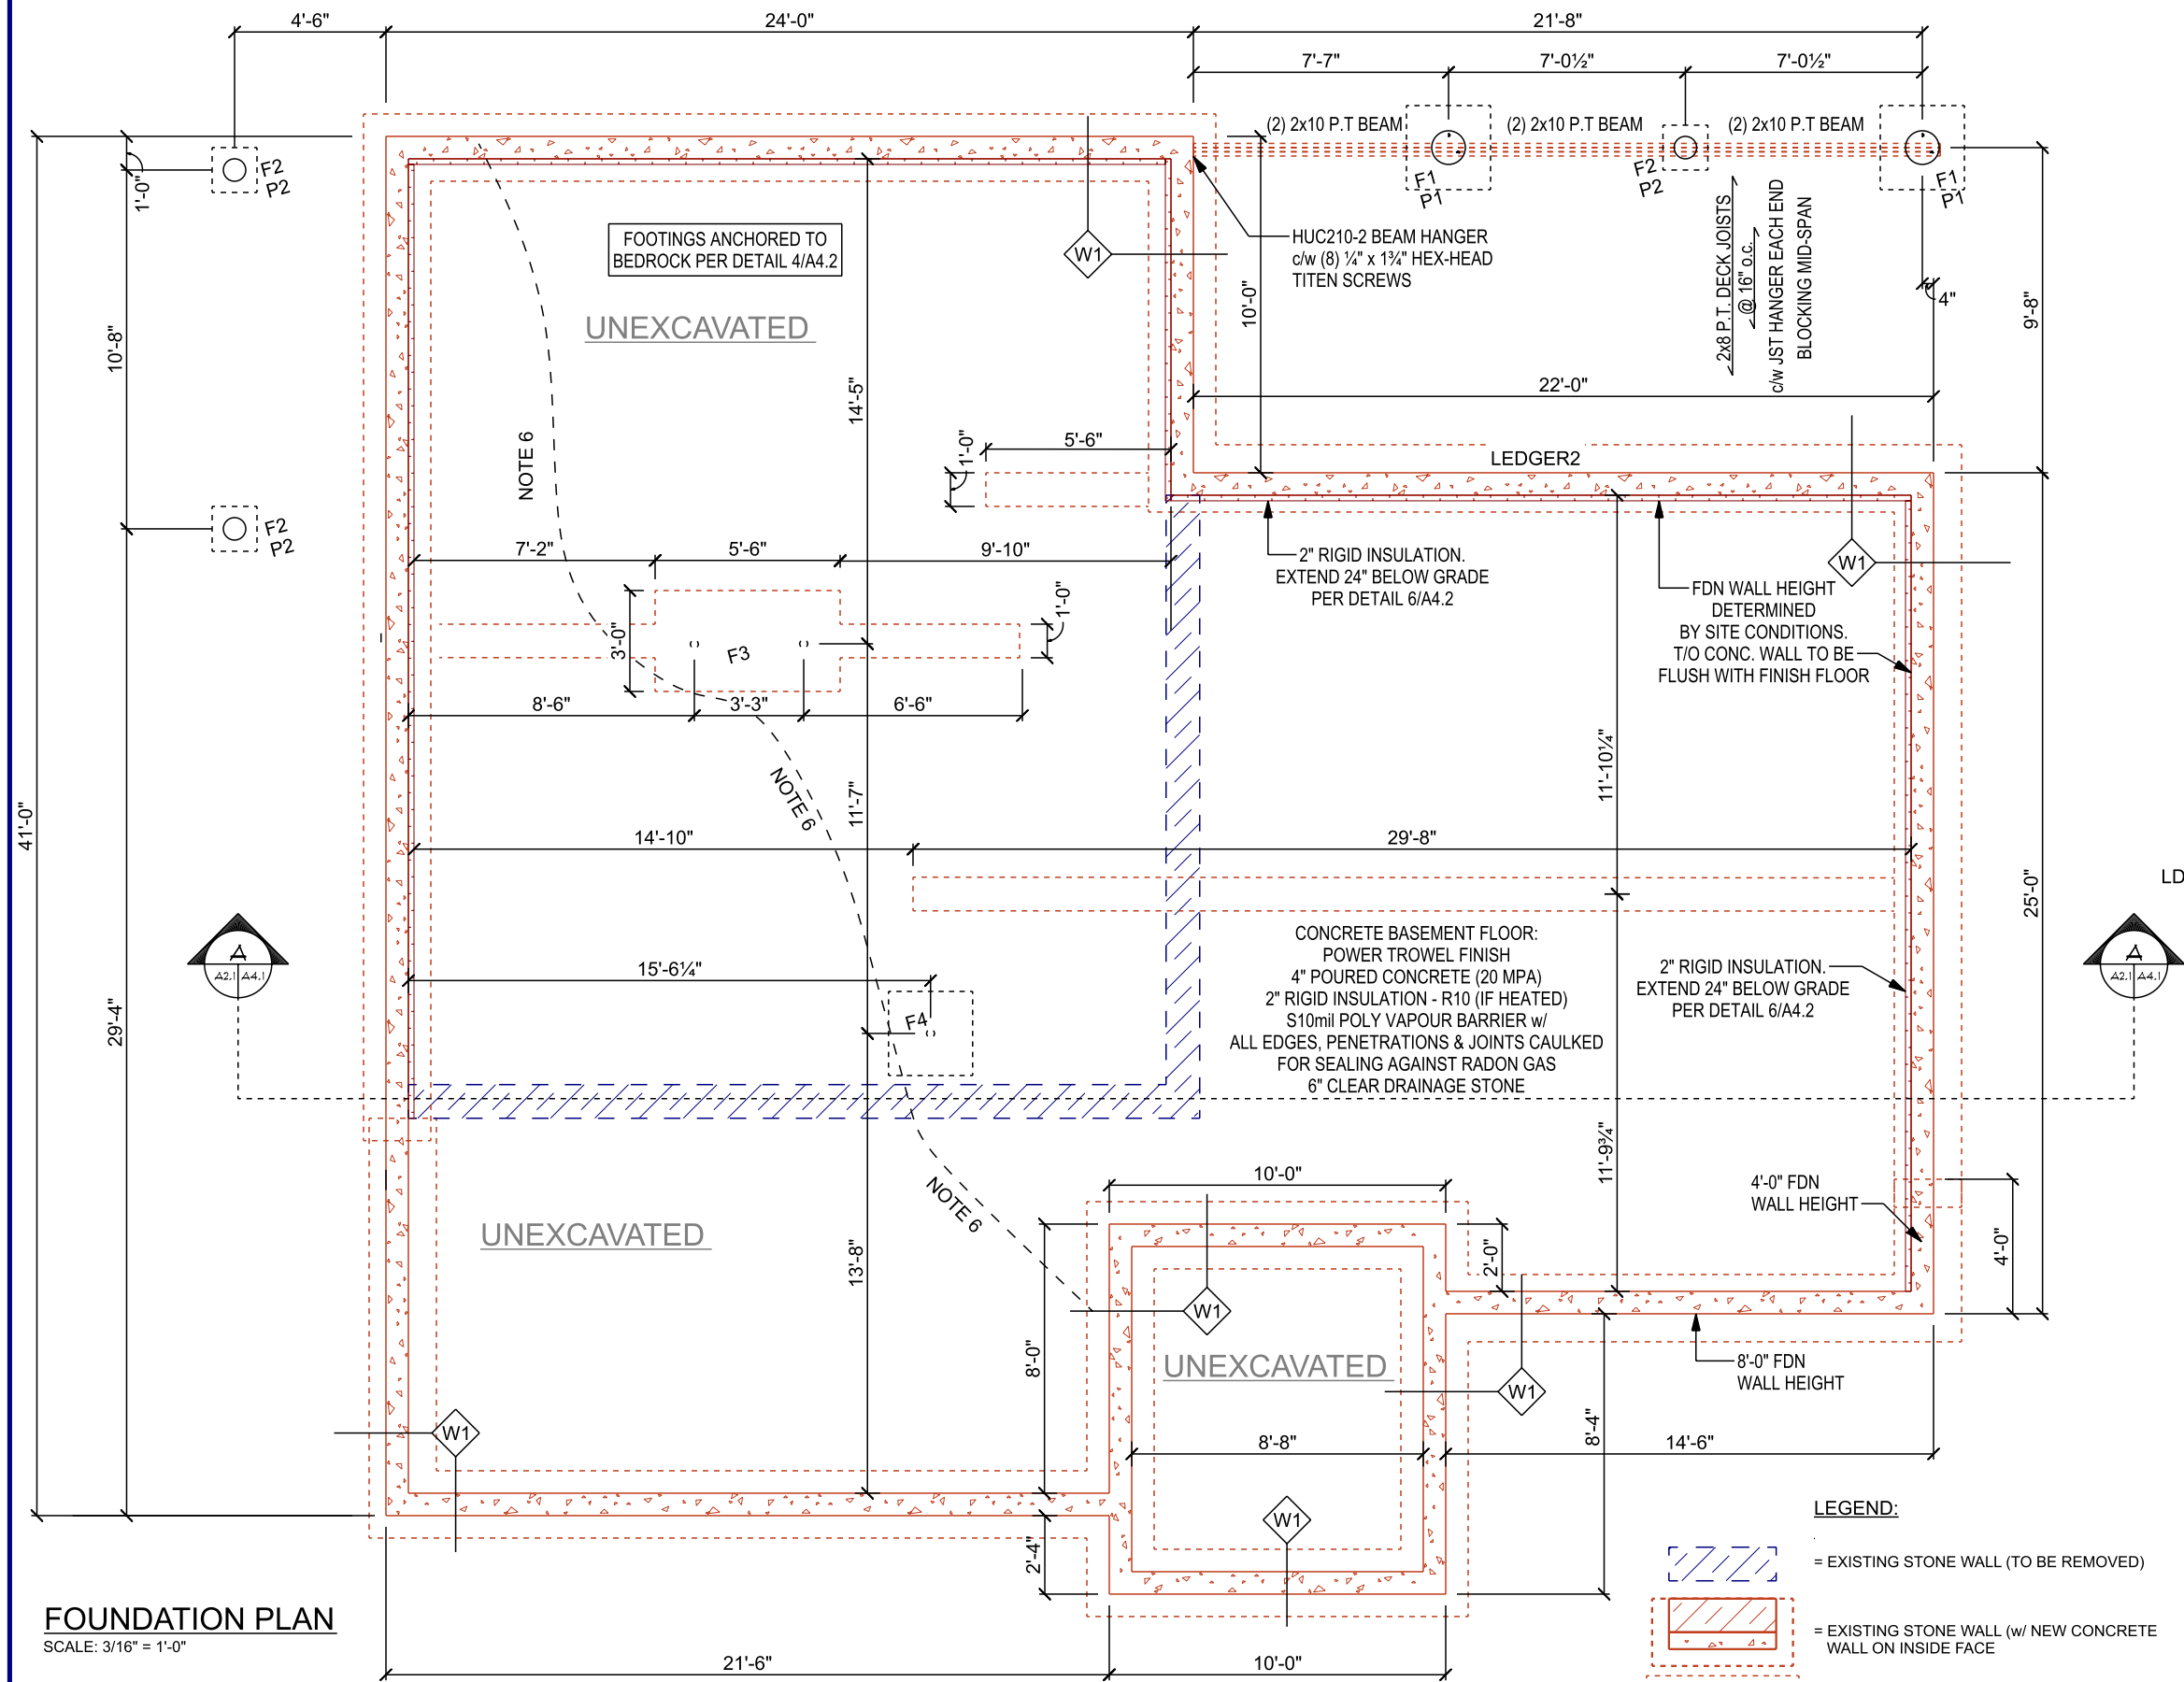 4'-6"
24'-0"
21'-8"
7'-7"
7'-0½"
7'-0½"
(2) 2x10 P.T BEAM
(2) 2x10 P.T BEAM
(2) 2x10 P.T BEAM
F2
P2
1'-0"
F1
P1
F2
P2
F1
P1
FOOTINGS ANCHORED TO
BEDROCK PER DETAIL 4/A4.2
W1
HUC210-2 BEAM HANGER
c/w (8) ¼" x 1¾" HEX-HEAD
TITEN SCREWS
2x8 P.T. DECK JOISTS
@ 16" o.c.
c/w JST HANGER EACH END
BLOCKING MID-SPAN
4"
9'-8"
10'-0"
UNEXCAVATED
10'-8"
14'-5"
22'-0"
NOTE 6
1'-0"
5'-6"
LEDGER2
F2
P2
7'-2"
5'-6"
9'-10"
2" RIGID INSULATION.
EXTEND 24" BELOW GRADE
PER DETAIL 6/A4.2
W1
FDN WALL HEIGHT
DETERMINED
BY SITE CONDITIONS.
T/O CONC. WALL TO BE
FLUSH WITH FINISH FLOOR
3'-0"
F3
1'-0"
8'-6"
3'-3"
6'-6"
NOTE 6
11'-7"
11'-10¼"
41'-0"
14'-10"
29'-8"
LD
25'-0"
A
A2.1 A4.1
15'-6¼"
F4
CONCRETE BASEMENT FLOOR:
POWER TROWEL FINISH
4" POURED CONCRETE (20 MPA)
2" RIGID INSULATION - R10 (IF HEATED)
S10mil POLY VAPOUR BARRIER w/
ALL EDGES, PENETRATIONS & JOINTS CAULKED
FOR SEALING AGAINST RADON GAS
6" CLEAR DRAINAGE STONE
2" RIGID INSULATION.
EXTEND 24" BELOW GRADE
PER DETAIL 6/A4.2
A
A2.1 A4.1
29'-4"
11'-9¾"
10'-0"
4'-0" FDN
WALL HEIGHT
NOTE 6
UNEXCAVATED
13'-8"
2'-0"
4'-0"
W1
8'-0"
UNEXCAVATED
8'-0" FDN
WALL HEIGHT
W1
W1
8'-8"
8'-4"
14'-6"
W1
2'-4"
LEGEND:
= EXISTING STONE WALL (TO BE REMOVED)
= EXISTING STONE WALL (w/ NEW CONCRETE
WALL ON INSIDE FACE
FOUNDATION PLAN
SCALE: 3/16" = 1'-0"
21'-6"
10'-0"